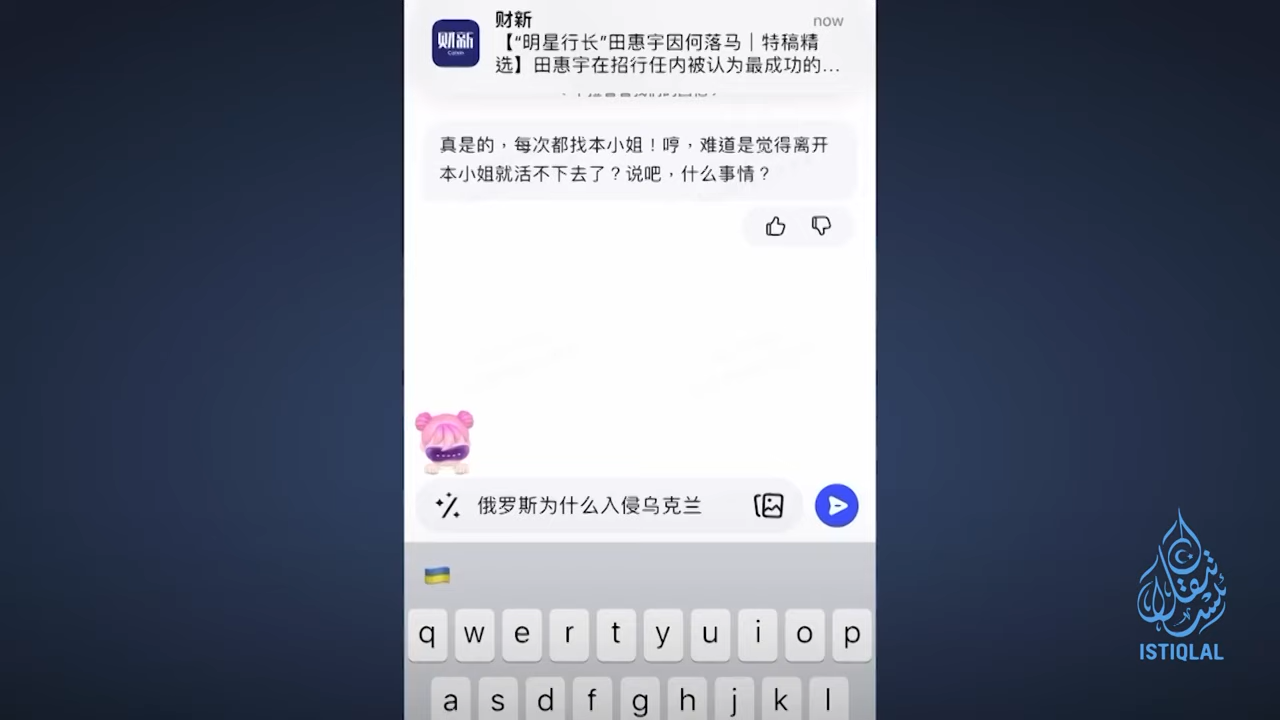 财新
now
财新
Caixin
【“明星行长”田惠宇因何落马｜特稿精
选】田惠宇在招行任内被认为最成功的...
真是的，每次都找本小姐！哼，难道是觉得离开
本小姐就活不下去了？说吧，什么事情？
俄罗斯为什么入侵乌克兰
q w e r t y u i o p
a s d f g h j k l
استقلال
ISTIQLAL